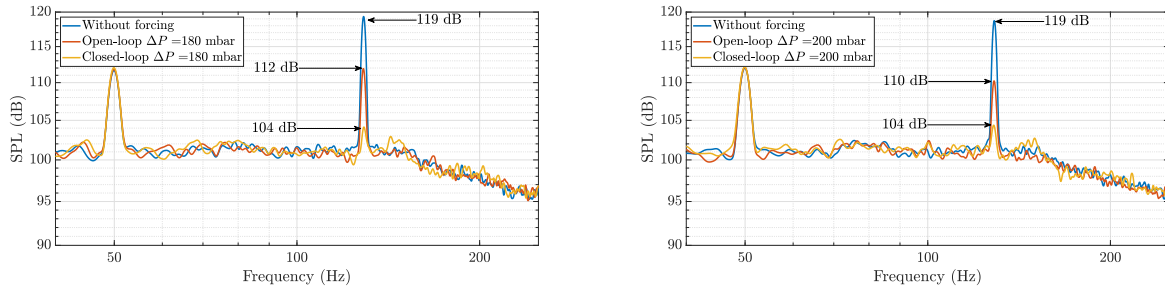 120
115
110
105
100
95
90
SPL (dB)
Without forcing
Open-loop ΔP =180 mbar
Closed-loop ΔP =180 mbar
119 dB
112 dB
104 dB
50
100
200
Frequency (Hz)
120
115
110
105
100
95
90
SPL (dB)
Without forcing
Open-loop ΔP =200 mbar
Closed-loop ΔP =200 mbar
119 dB
110 dB
104 dB
50
100
200
Frequency (Hz)